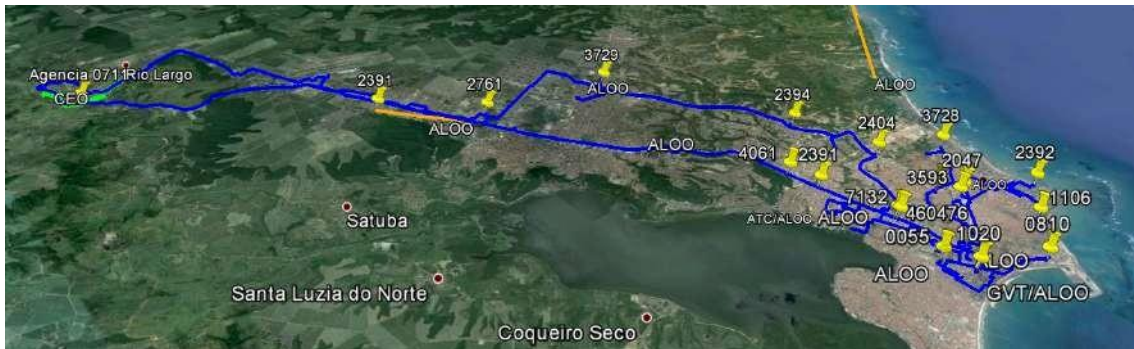 3729
Agencia 0711
Rio Largo
CEO
2391
2761
ALOO
ALOO
2394
ALOO
2404
3728
ALOO
4061
2391
2047
2392
3593
ALOO
7132
1106
ATC/ALOO
ALOO
460476
0810
0055
1020
Satuba
ALOO
ALOO
Santa Luzia do Norte
GVT/ALOO
Coqueiro Seco